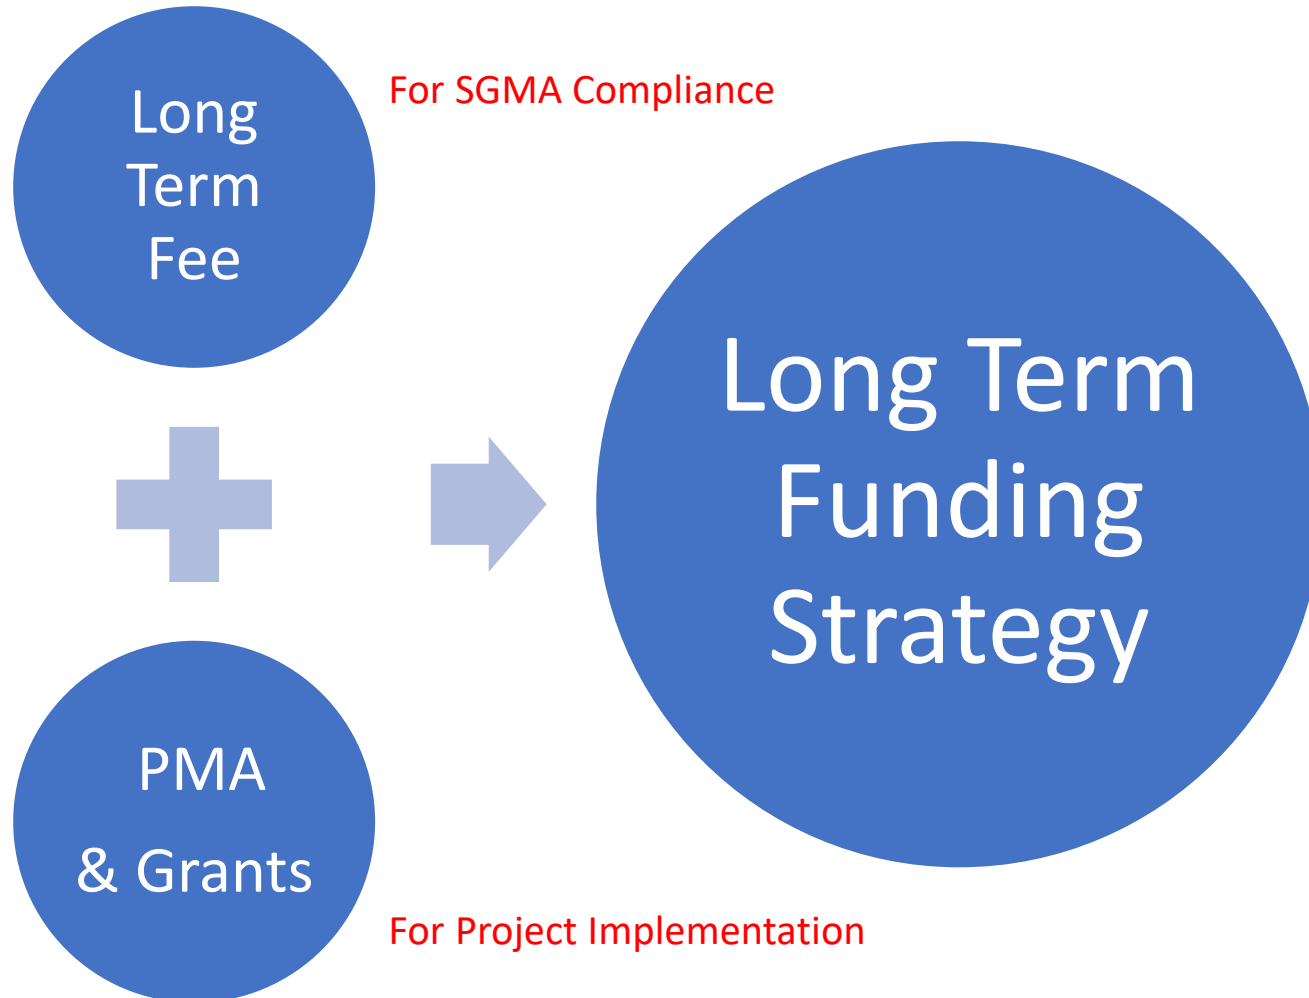 Long
Term
Fee
For SGMA Compliance
Long Term
Funding
Strategy
PMA
& Grants
For Project Implementation